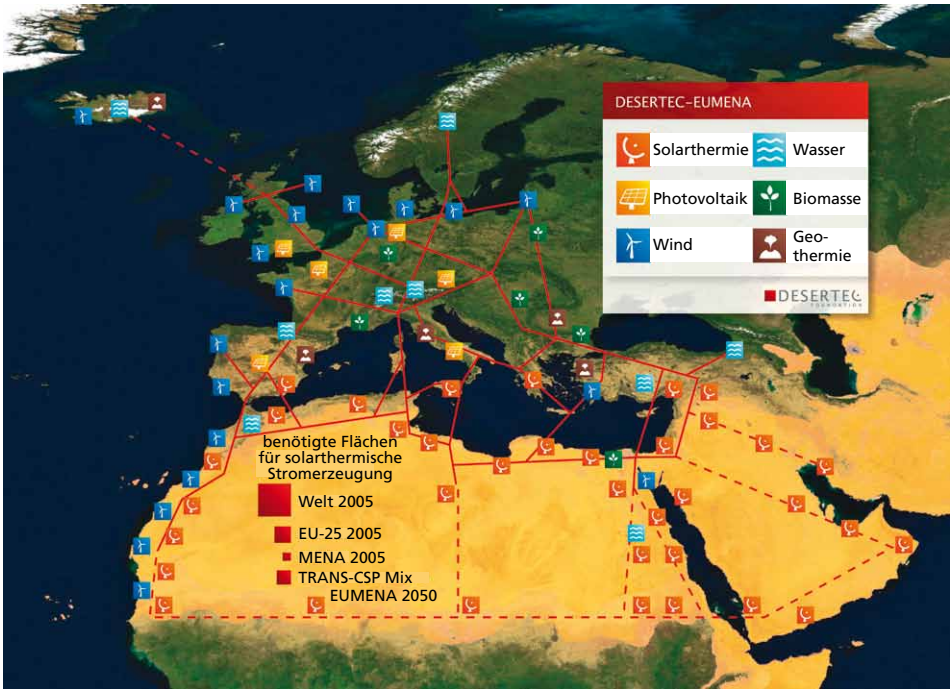 DESERTEC–EUMENA
Solarthermie
Wasser
Photovoltaik
Biomasse
Wind
Geo-
thermie
DESERTEC
FOUNDATION
benötigte Flächen
für solarthermische
Stromerzeugung
Welt 2005
EU-25 2005
MENA 2005
TRANS-CSP Mix
EUMENA 2050